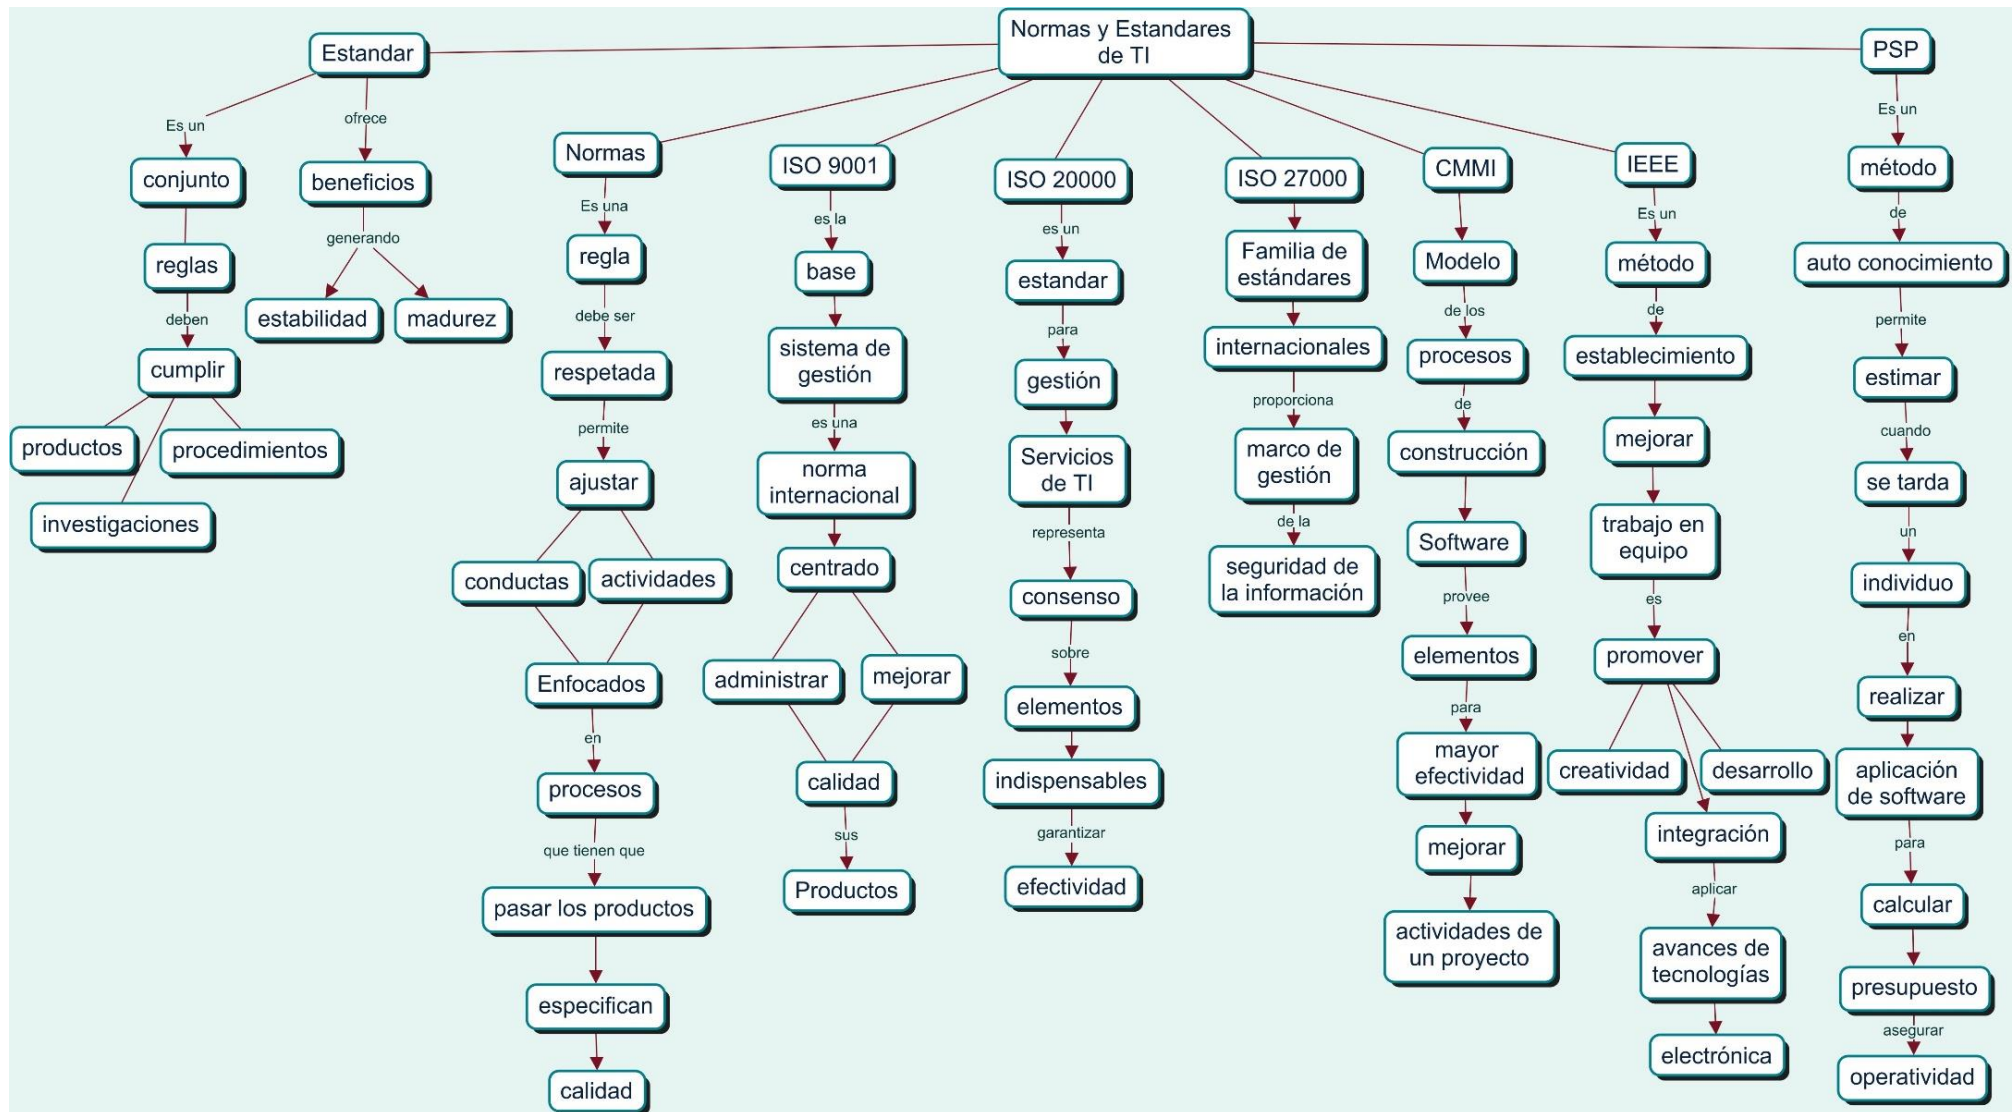 Normas y Estandares
de TI
Estandar
Es un
conjunto
reglas
deben
cumplir
productos
procedimientos
investigaciones
ofrece
beneficios
generando
estabilidad
madurez
Normas
Es una
regla
debe ser
respetada
permite
ajustar
conductas
actividades
Enfocados
en
procesos
que tienen que
pasar los productos
especifican
calidad
ISO 9001
es la
base
sistema de
gestión
es una
norma
internacional
centrado
administrar
mejorar
calidad
sus
Productos
ISO 20000
es un
estandar
para
gestión
Servicios
de TI
representa
consenso
sobre
elementos
indispensables
garantizar
efectividad
ISO 27000
Familia de
estándares
internacionales
proporciona
marco de
gestión
de la
seguridad de
la información
CMMI
Modelo
de los
procesos
de
construcción
Software
provee
elementos
para
mayor
efectividad
mejorar
actividades de
un proyecto
IEEE
Es un
método
de
establecimiento
mejorar
trabajo en
equipo
es
promover
creatividad
desarrollo
integración
aplicar
avances de
tecnologías
electrónica
PSP
Es un
método
de
auto conocimiento
permite
estimar
cuando
se tarda
un
individuo
en
realizar
aplicación
de software
para
calcular
presupuesto
asegurar
operatividad